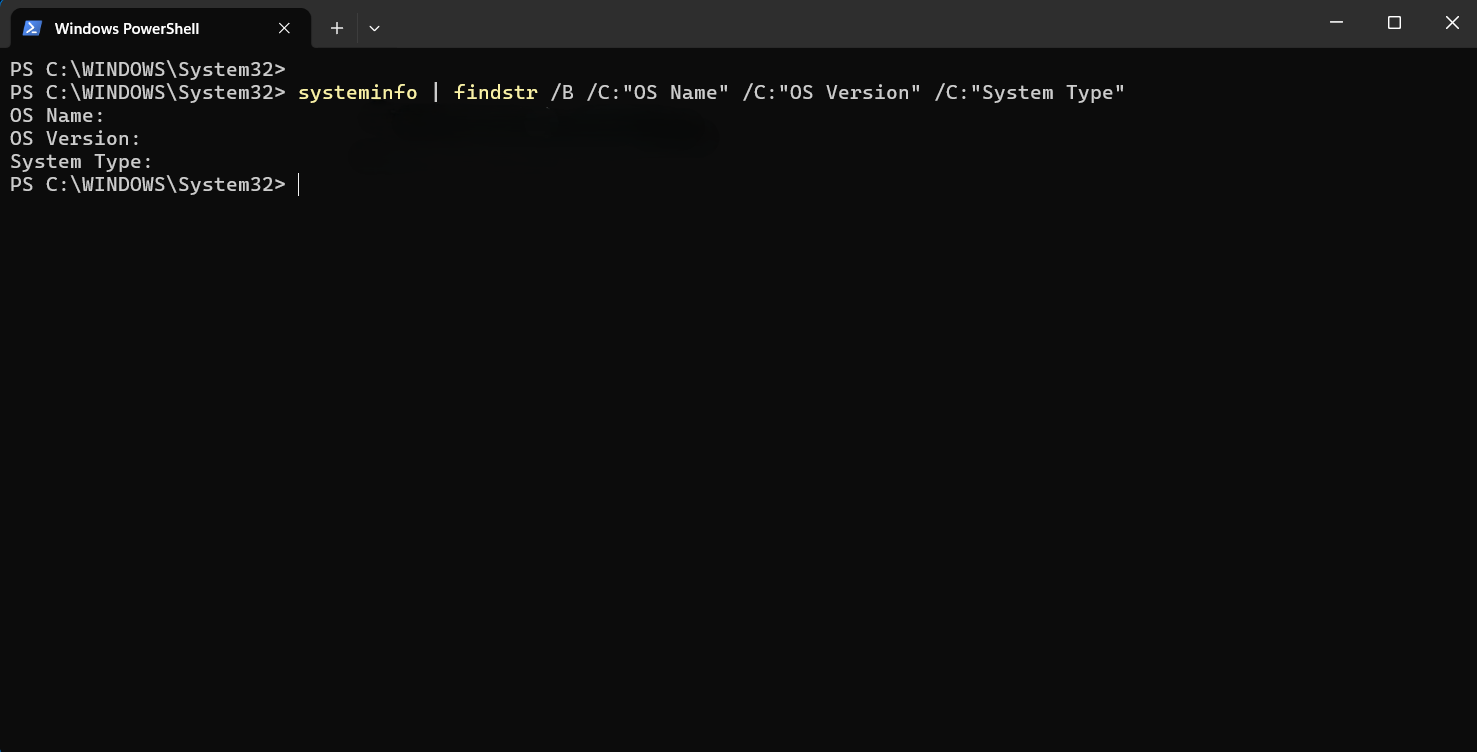 Windows PowerShell
PS C:\WINDOWS\System32>
PS C:\WINDOWS\System32> systeminfo | findstr /B /C:"OS Name" /C:"OS Version" /C:"System Type"
OS Name:
OS Version:
System Type:
PS C:\WINDOWS\System32>